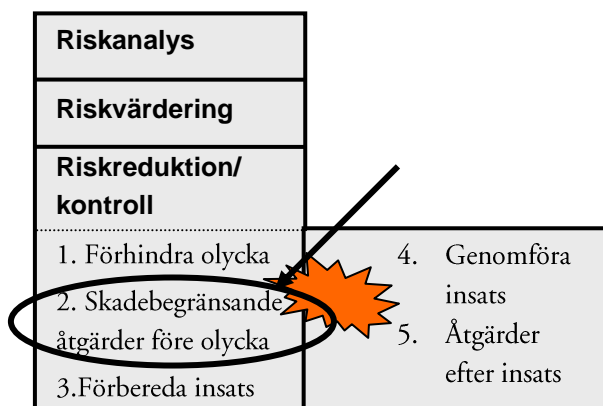 Riskanalys
Riskvärdering
Riskreduktion/
kontroll
1. Förhindra olycka
2. Skadebegränsande
åtgärder före olycka
3.Förbereda insats
4. Genomföra
insats
5. Åtgärder
efter insats